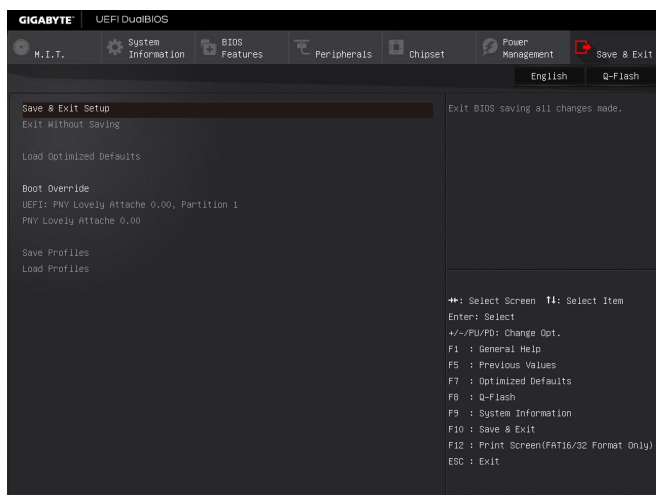 GIGABYTE™ UEFI DualBIOS
M.I.T.
System Information
BIOS Features
Peripherals
Chipset
Power Management
Save & Exit
English
Q-Flash
Save & Exit Setup
Exit Without Saving
Load Optimized Defaults
Boot Override
UEFI: PNY Lovely Attache 0.00, Partition 1
PNY Lovely Attache 0.00
Save Profiles
Load Profiles
Exit BIOS saving all changes made.
→←: Select Screen ↑↓: Select Item
Enter: Select
+/-/PU/PD: Change Opt.
F1 : General Help
F5 : Previous Values
F7 : Optimized Defaults
F8 : Q-Flash
F9 : System Information
F10 : Save & Exit
F12 : Print Screen(FAT16/32 Format Only)
ESC : Exit